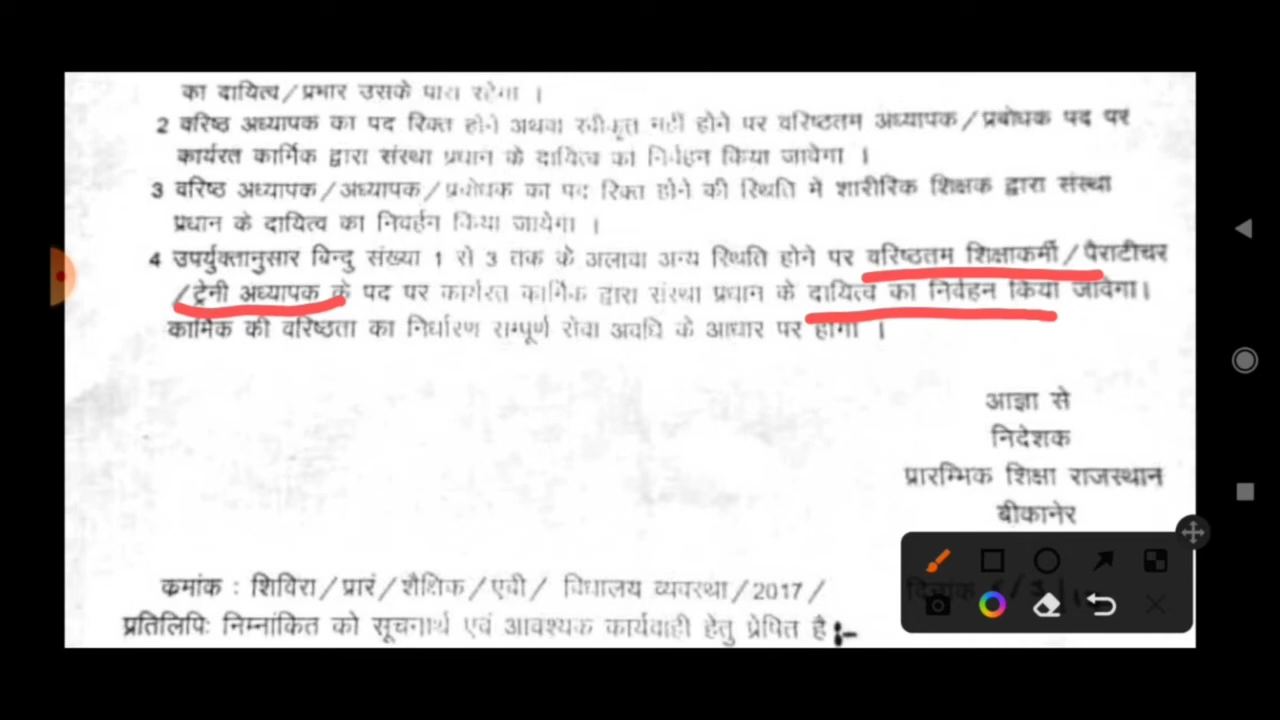 का दायित्व/प्रभार उसके पास रहेगा ।
2 वरिष्ठ अध्यापक का पद रिक्त होने अथवा स्वीकृत नहीं होने पर वरिष्ठतम अध्यापक/प्रबोधक पद पर
कार्यरत कार्मिक द्वारा संस्था प्रधान के दायित्व का निर्वहन किया जावेगा ।
3 वरिष्ठ अध्यापक/अध्यापक/प्रबोधक का पद रिक्त होने की स्थिति में शारीरिक शिक्षक द्वारा संस्था
प्रधान के दायित्व का निवर्हन किया जायेगा ।
4 उपर्युक्तानुसार बिन्दु संख्या 1 से 3 तक के अलावा अन्य स्थिति होने पर वरिष्ठतम शिक्षाकर्मी/पैराटीचर
/ट्रेनी अध्यापक के पद पर कार्यरत कार्मिक द्वारा संस्था प्रधान के दायित्व का निर्वहन किया जावेगा।
कार्मिक की वरिष्ठता का निर्धारण सम्पूर्ण सेवा अवधि के आधार पर होगा ।
आज्ञा से
निदेशक
प्रारम्भिक शिक्षा राजस्थान
बीकानेर
कमांक : शिविरा/प्रारं/शैक्षिक/एबी/ विधालय व्यवस्था/2017/
दिनांक
प्रतिलिपिः निम्नांकित को सूचनार्थ एवं आवश्यक कार्यवाही हेतु प्रेषित है :-